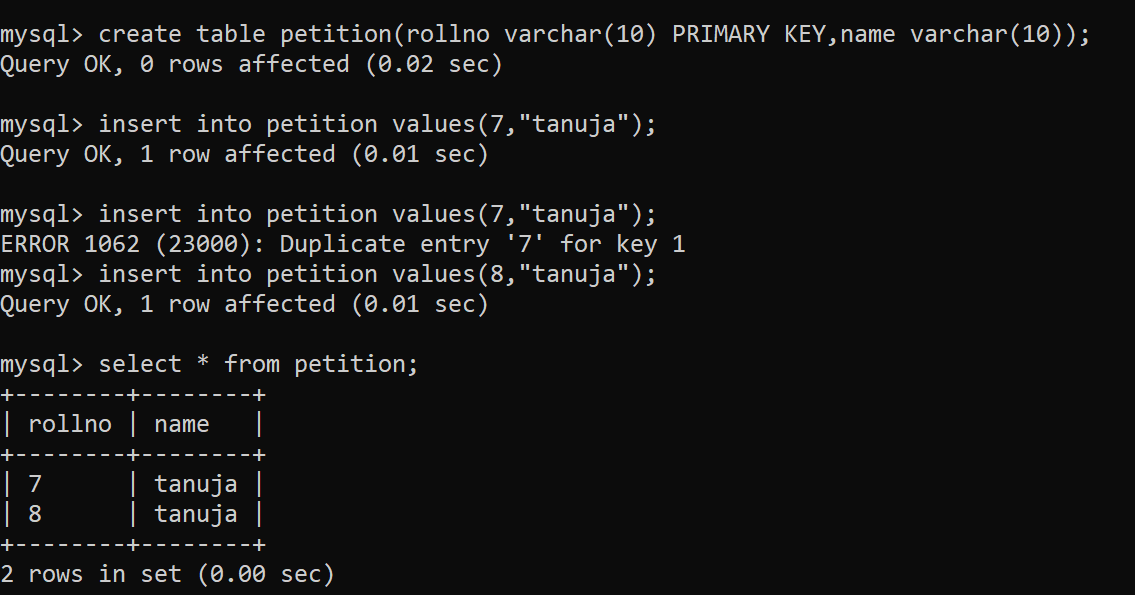 mysql> create table petition(rollno varchar(10) PRIMARY KEY,name varchar(10));
Query OK, 0 rows affected (0.02 sec)
mysql> insert into petition values(7,"tanuja");
Query OK, 1 row affected (0.01 sec)
mysql> insert into petition values(7,"tanuja");
ERROR 1062 (23000): Duplicate entry '7' for key 1
mysql> insert into petition values(8,"tanuja");
Query OK, 1 row affected (0.01 sec)
mysql> select * from petition;
+--------+--------+
| rollno | name   |
+--------+--------+
| 7      | tanuja |
| 8      | tanuja |
+--------+--------+
2 rows in set (0.00 sec)